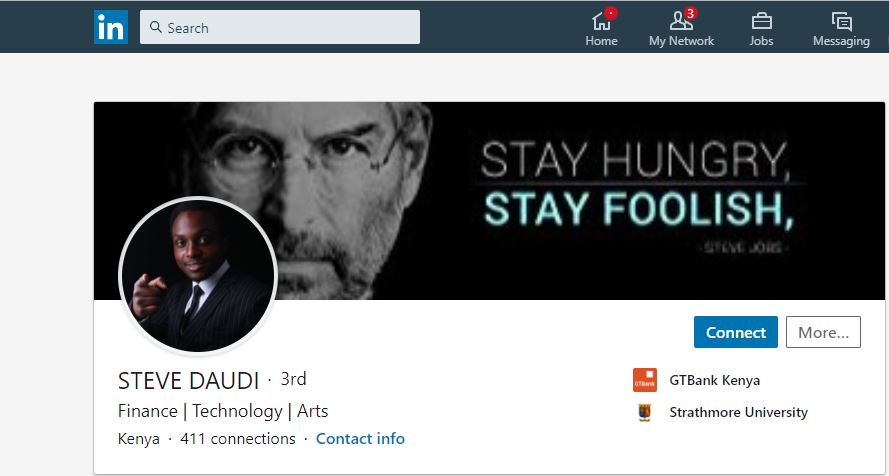 in
Search
3
Home
My Network
Jobs
Messaging
STAY HUNGRY,
STAY FOOLISH,
- STEVE JOBS -
Connect
More...
STEVE DAUDI · 3rd
GTBank
GTBank Kenya
Finance | Technology | Arts
Strathmore University
Kenya · 411 connections · Contact info